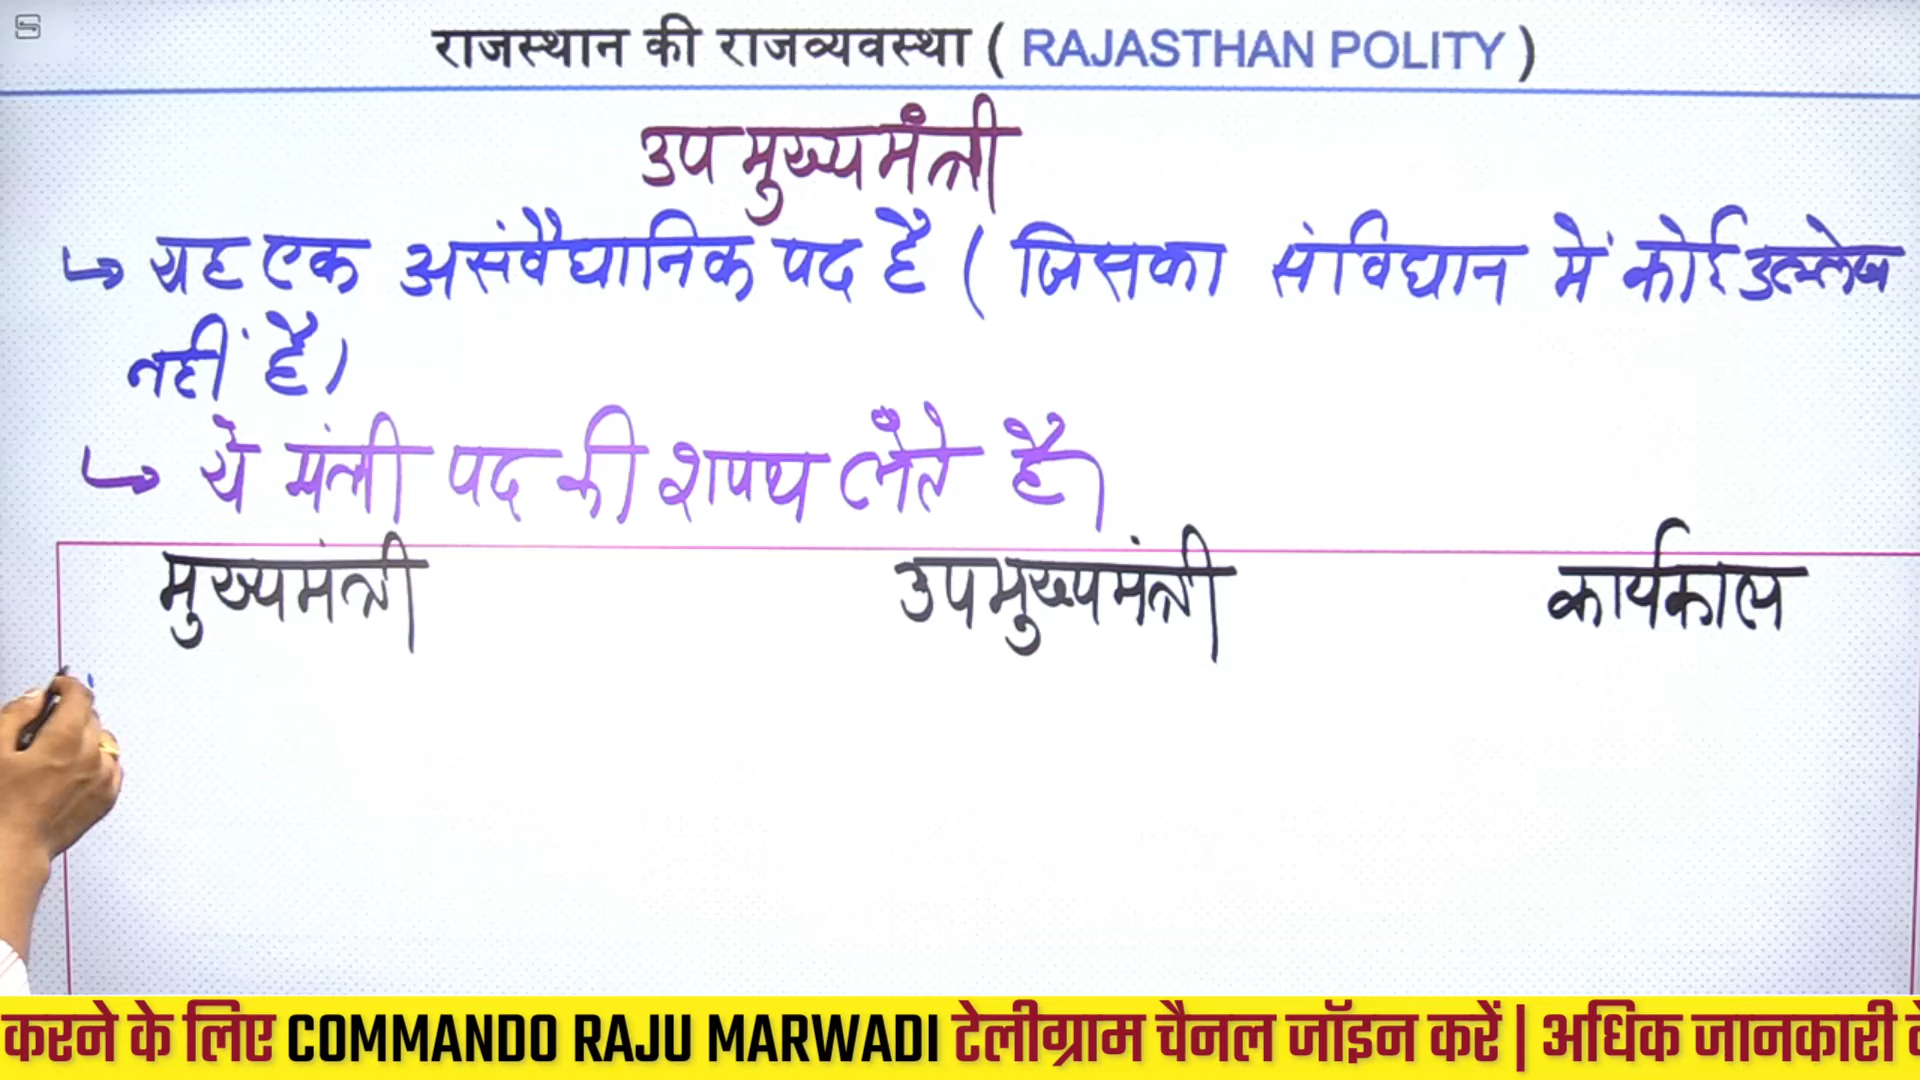 राजस्थान की राजव्यवस्था ( RAJASTHAN POLITY )
उप मुख्यमंत्री
↳ यह एक असंवैधानिक पद है ( जिसका संविधान में कोई उल्लेख
नहीं है।
↳ ये मंत्री पद की शपथ लेते है।
मुख्यमंत्री उपमुख्यमंत्री कार्यकाल
करने के लिए COMMANDO RAJU MARWADI टेलीग्राम चैनल जॉइन करें | अधिक जानकारी